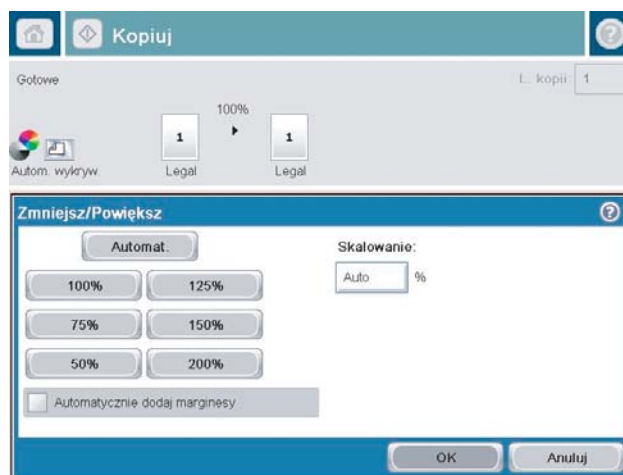 Kopiuj
Gotowe
L. kopii: 1
100%
1
1
Autom. wykryw.
Legal
Legal
Zmniejsz/Powiększ
Automat.
Skalowanie:
100%
125%
Auto %
75%
150%
50%
200%
Automatycznie dodaj marginesy
OK
Anuluj